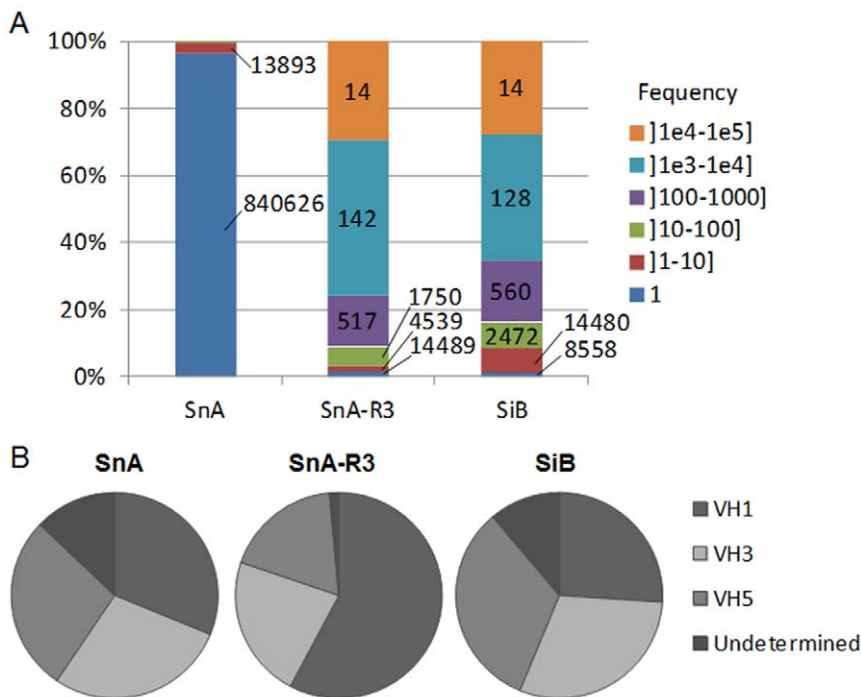 A
100%
80%
60%
40%
20%
0%
13893
840626
14
142
517
1750
4539
14489
14
128
560
2472
14480
8558
SnA
SnA-R3
SiB
Fequency
]1e4-1e5]
]1e3-1e4]
]100-1000]
]10-100]
]1-10]
1
B
SnA
SnA-R3
SiB
VH1
VH3
VH5
Undetermined